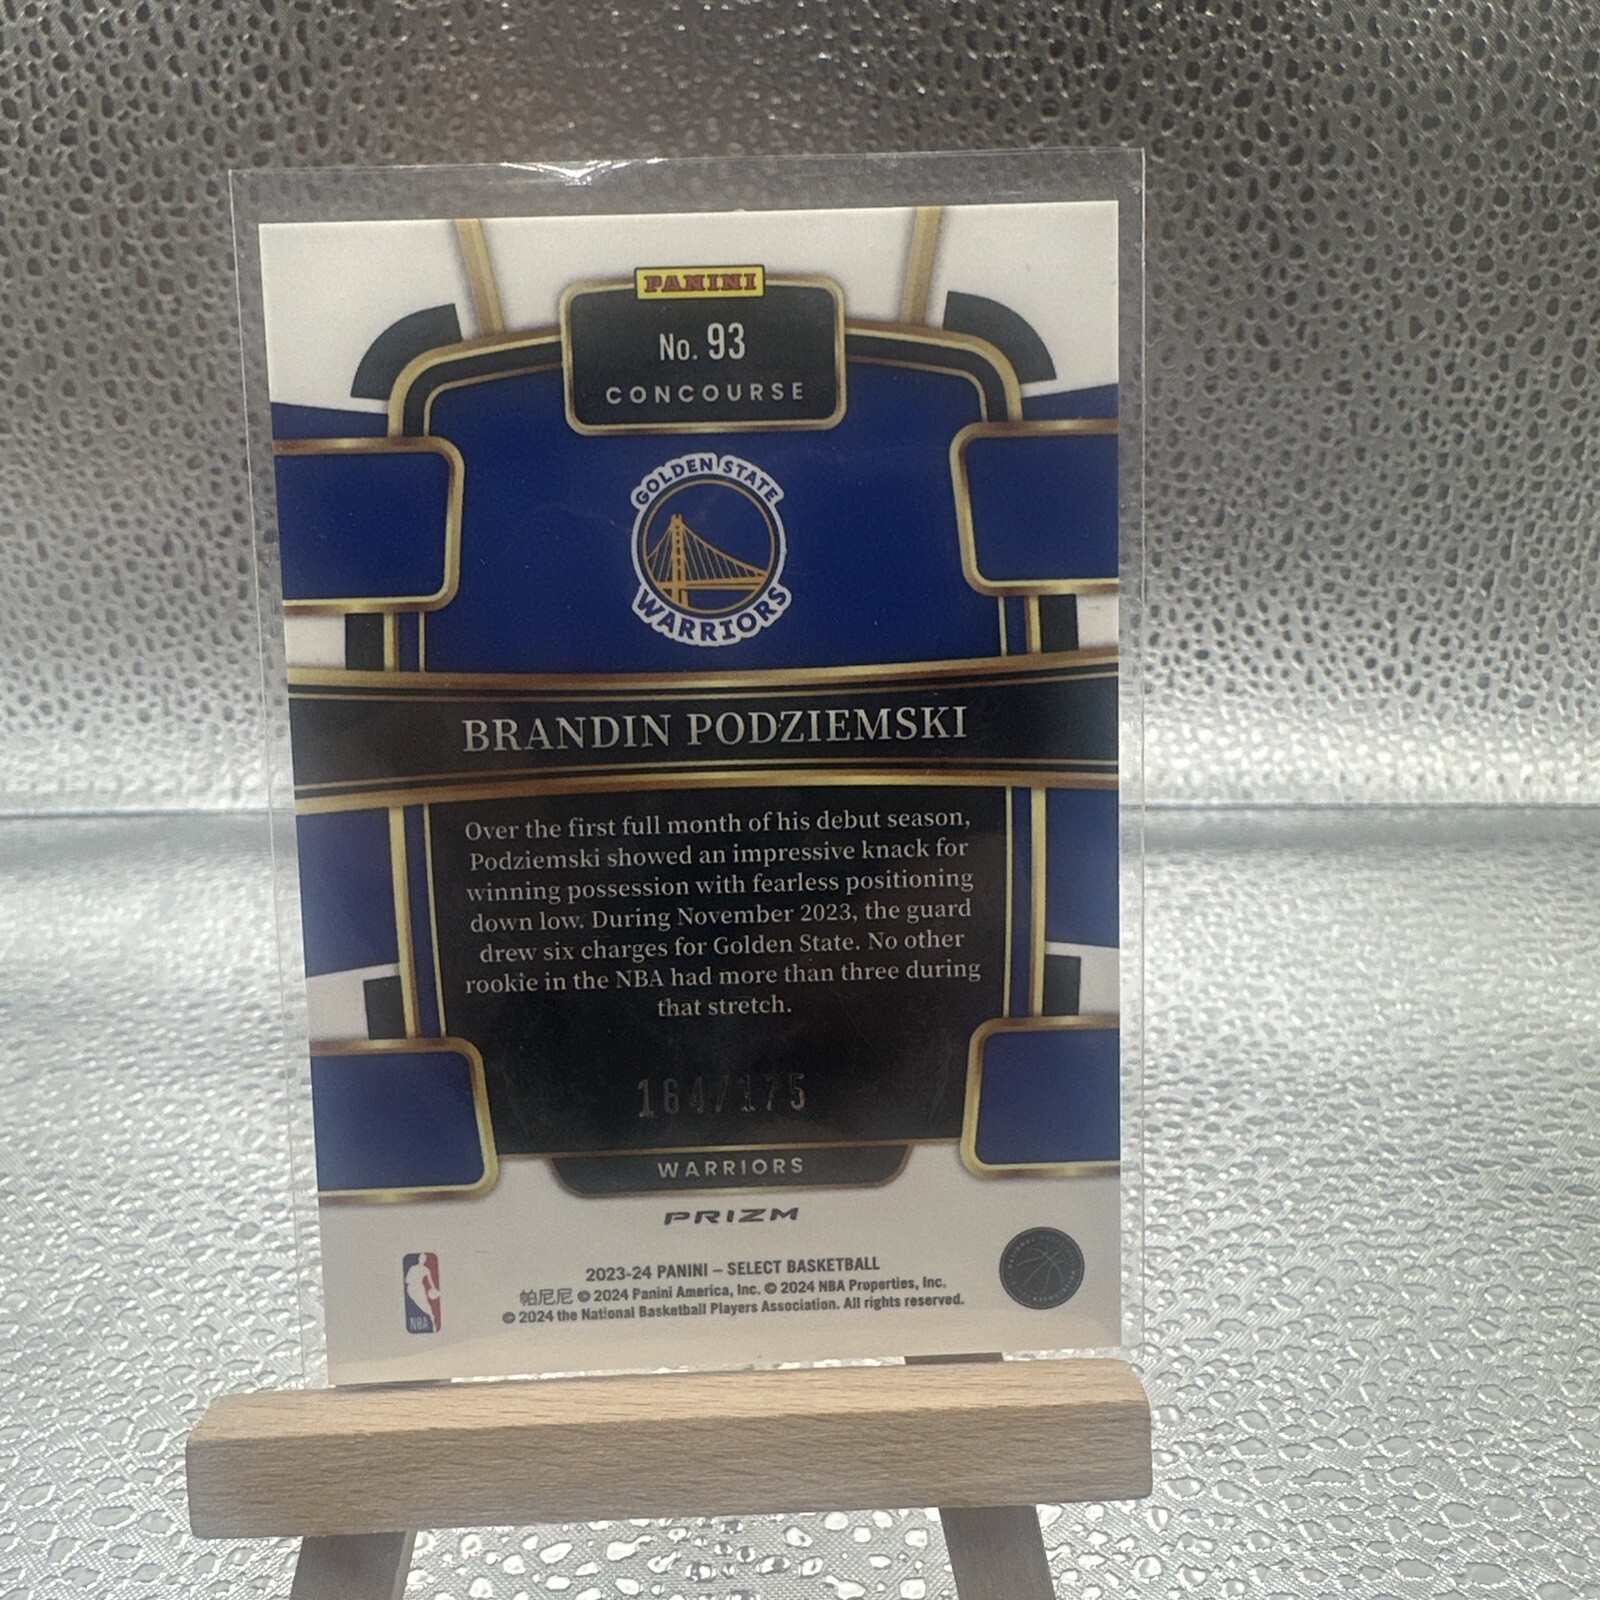 PANINI
No. 93
CONCOURSE
GOLDEN STATE
WARRIORS
BRANDIN PODZIEMSKI
Over the first full month of his debut season,
Podziemski showed an impressive knack for
winning possession with fearless positioning
down low. During November 2023, the guard
drew six charges for Golden State. No other
rookie in the NBA had more than three during
that stretch.
164/175
WARRIORS
PRIZM
2023-24 PANINI – SELECT BASKETBALL
帕尼尼 © 2024 Panini America, Inc. © 2024 NBA Properties, Inc.
© 2024 the National Basketball Players Association. All rights reserved.
NBA